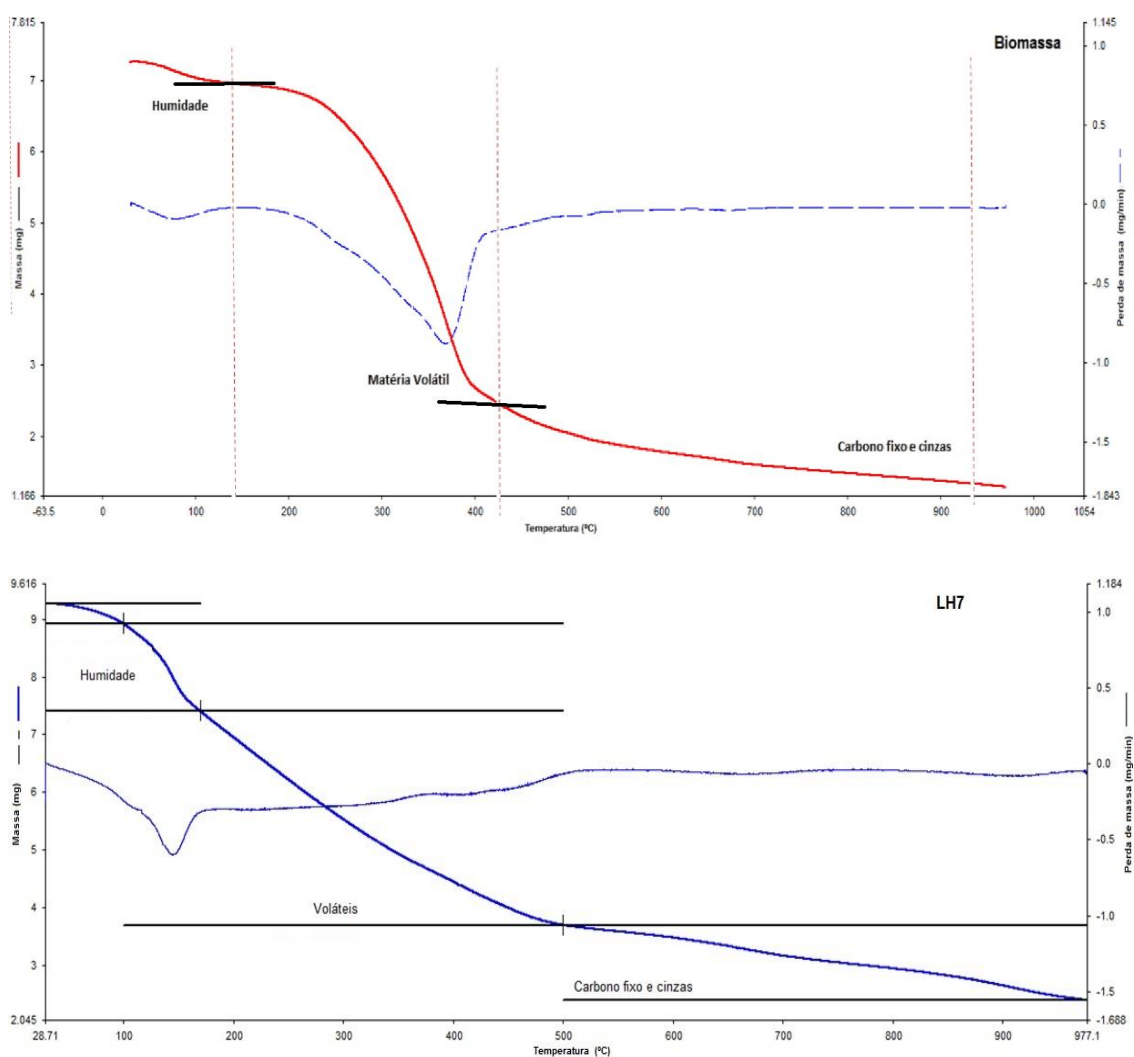 7.815
1.145
1.0
Biomassa
7
Humidade
0.5
6
5
0.0
Massa (mg)
Perda de massa (mg/min)
4
-0.5
3
Matéria Volátil
-1.0
2
Carbono fixo e cinzas
-1.5
1.166
-1.843
-63.5 0 100 200 300 400 500 600 700 800 900 1000 1054
Temperatura (ºC)
9.616
1.184
LH7
1.0
9
Humidade
8
0.5
7
Massa (mg)
Perda de massa (mg/min)
0.0
6
-0.5
5
4
Voláteis
-1.0
3
Carbono fixo e cinzas
-1.5
2.045
-1.688
28.71 100 200 300 400 500 600 700 800 900 977.1
Temperatura (ºC)